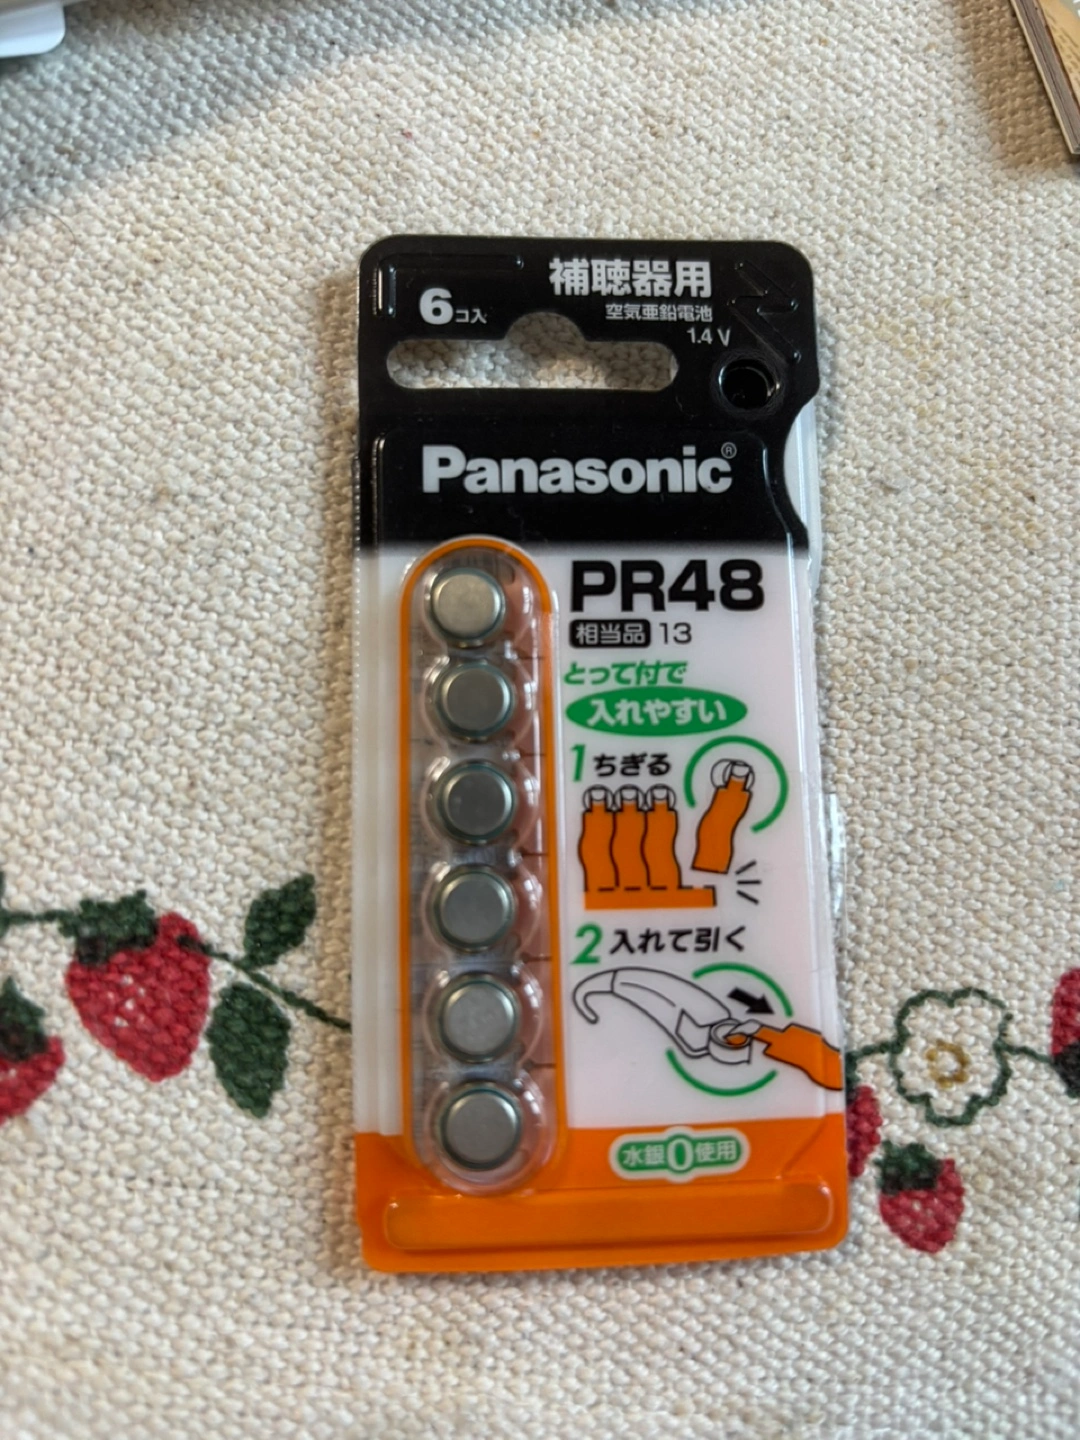 補聴器用
6コ入
空気亜鉛電池
1.4 V
Panasonic®
PR48
相当品 13
とって付で
入れやすい
1 ちぎる
2 入れて引く
水銀0使用